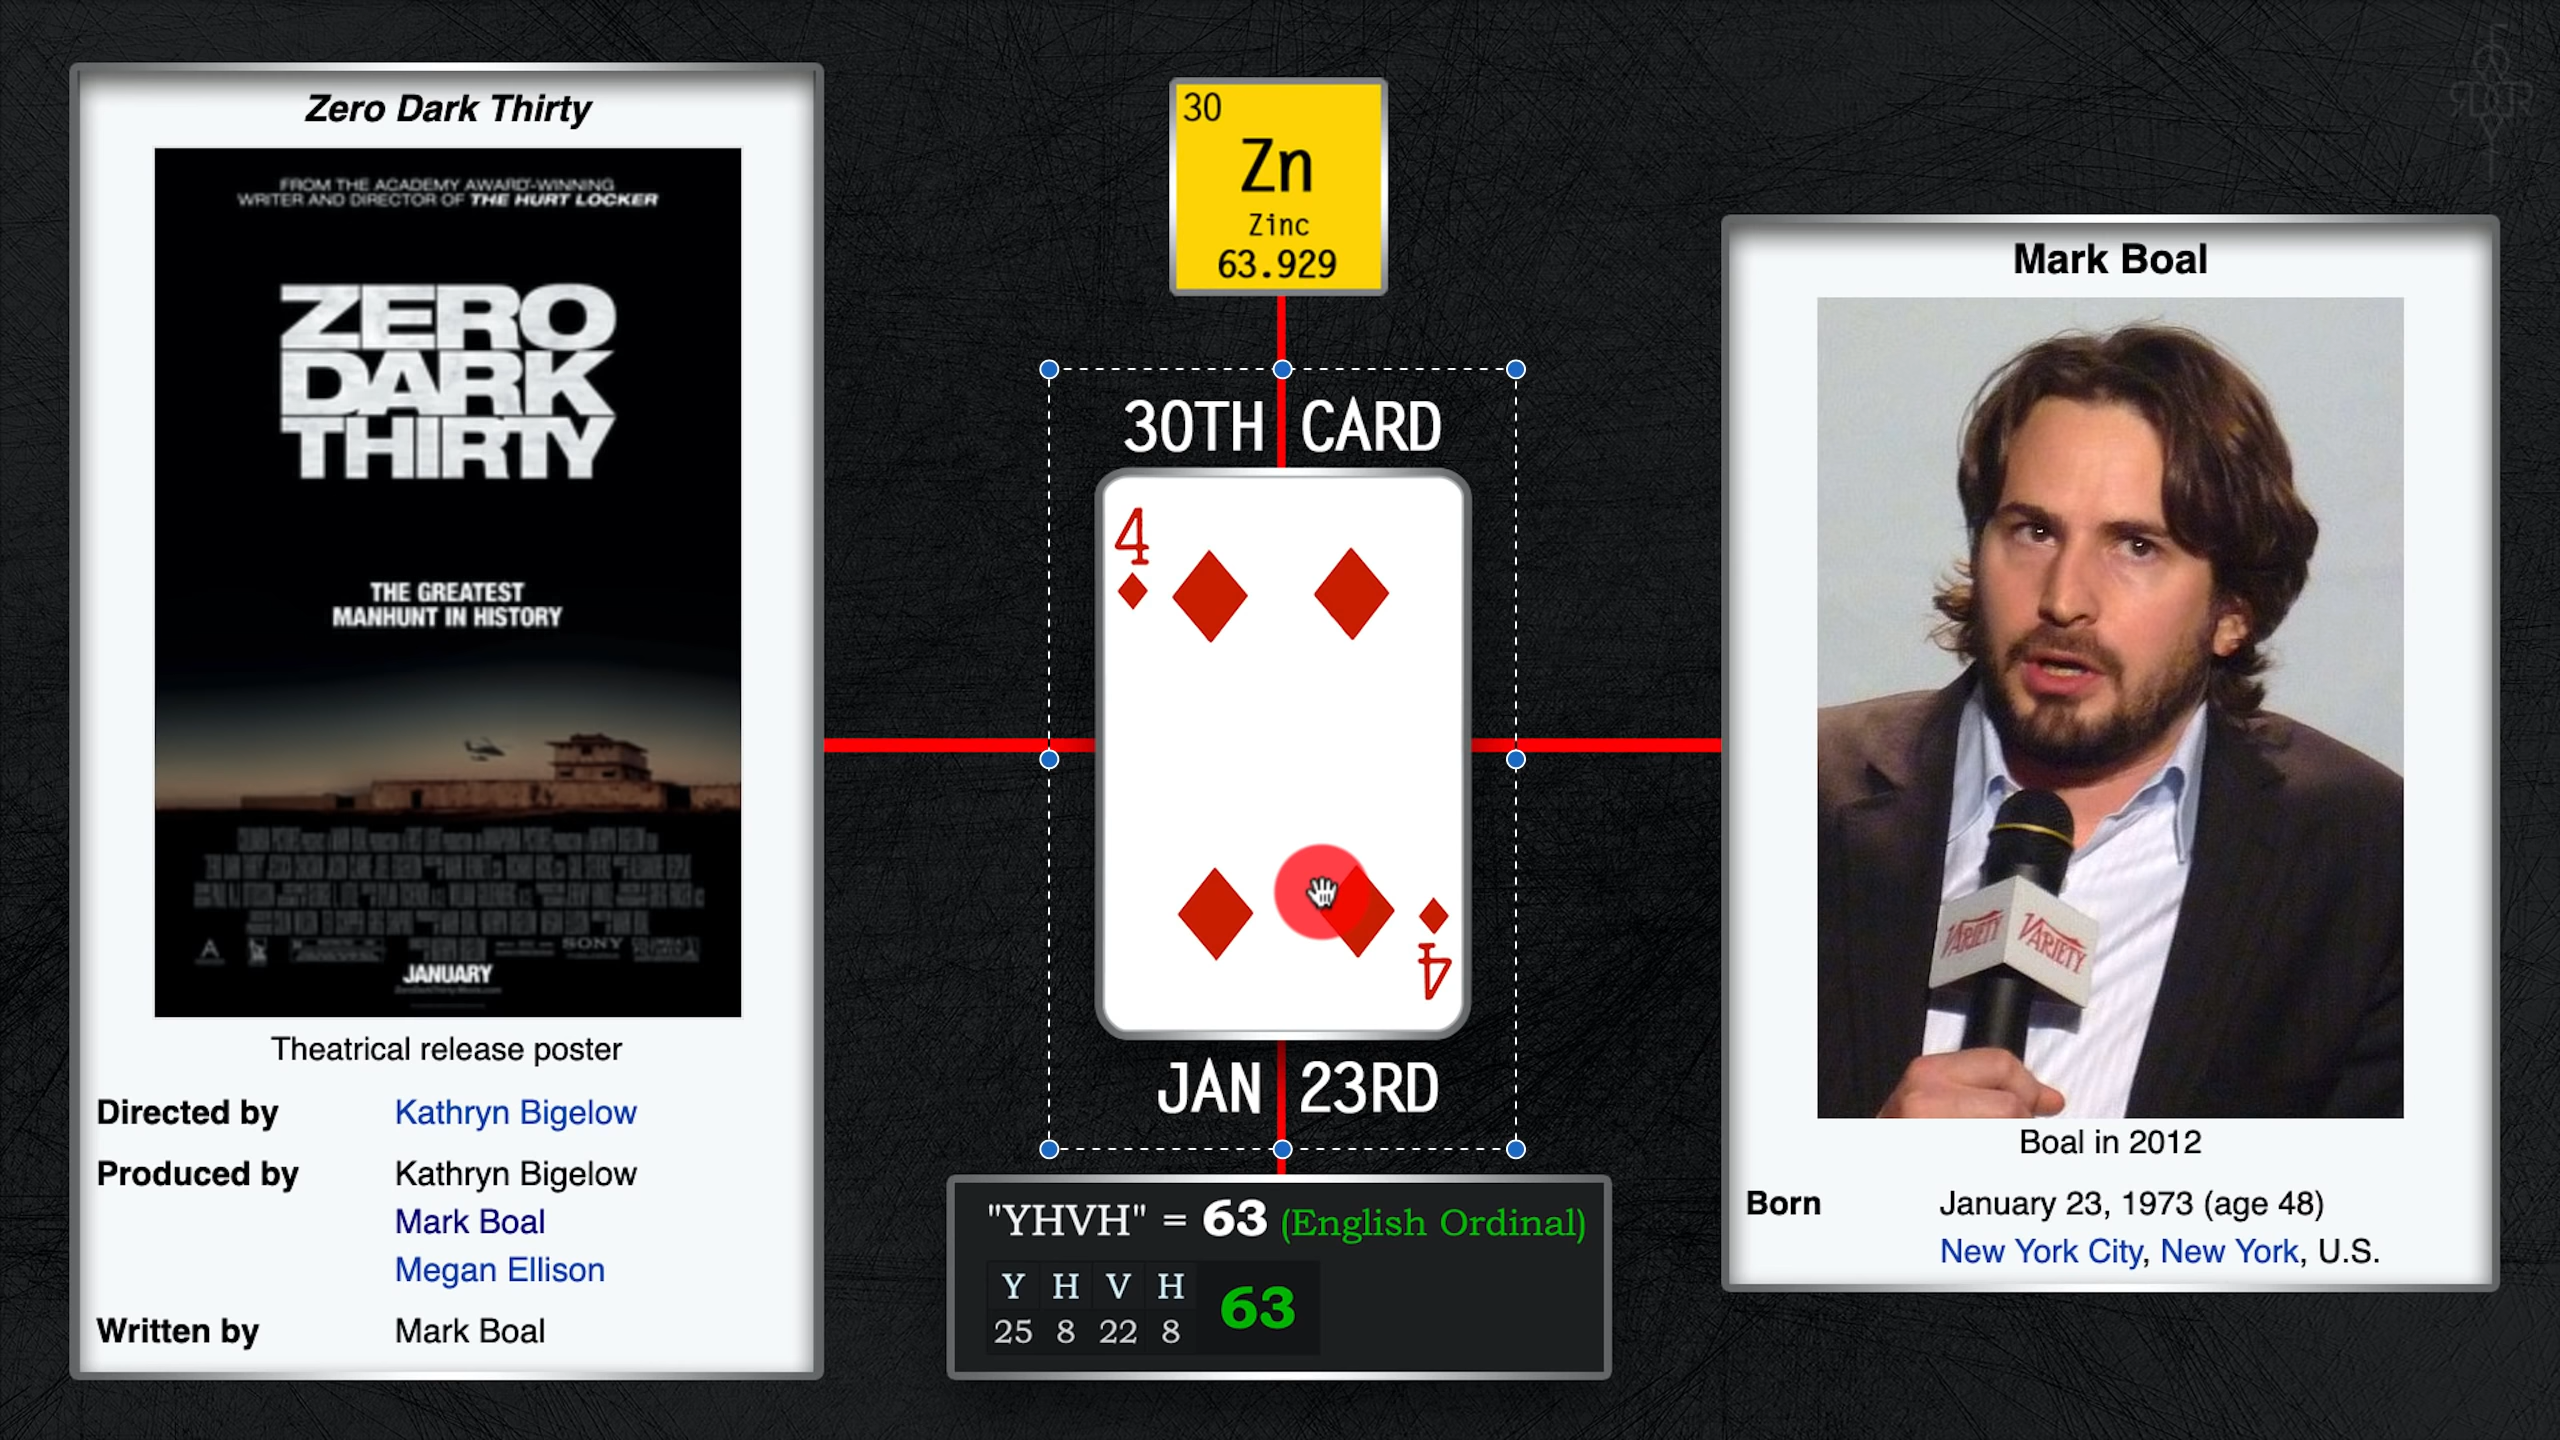 Zero Dark Thirty
FROM THE ACADEMY AWARD-WINNING
WRITER AND DIRECTOR OF THE HURT LOCKER
ZERO
DARK
THIRTY
THE GREATEST
MANHUNT IN HISTORY
SONY
JANUARY
Theatrical release poster
Directed by Kathryn Bigelow
Produced by Kathryn Bigelow
Mark Boal
Megan Ellison
Written by Mark Boal
30
Zn
Zinc
63.929
30TH CARD
4
4
JAN 23RD
"YHVH" = 63 (English Ordinal)
Y H V H
63
25 8 22 8
Mark Boal
VARIETY VARIETY
Boal in 2012
Born January 23, 1973 (age 48)
New York City, New York, U.S.